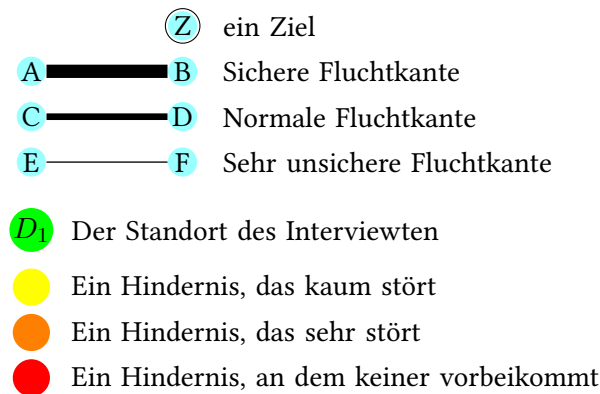 Z ein Ziel
A B Sichere Fluchtkante
C D Normale Fluchtkante
E F Sehr unsichere Fluchtkante
D₁ Der Standort des Interviewten
Ein Hindernis, das kaum stört
Ein Hindernis, das sehr stört
Ein Hindernis, an dem keiner vorbeikommt